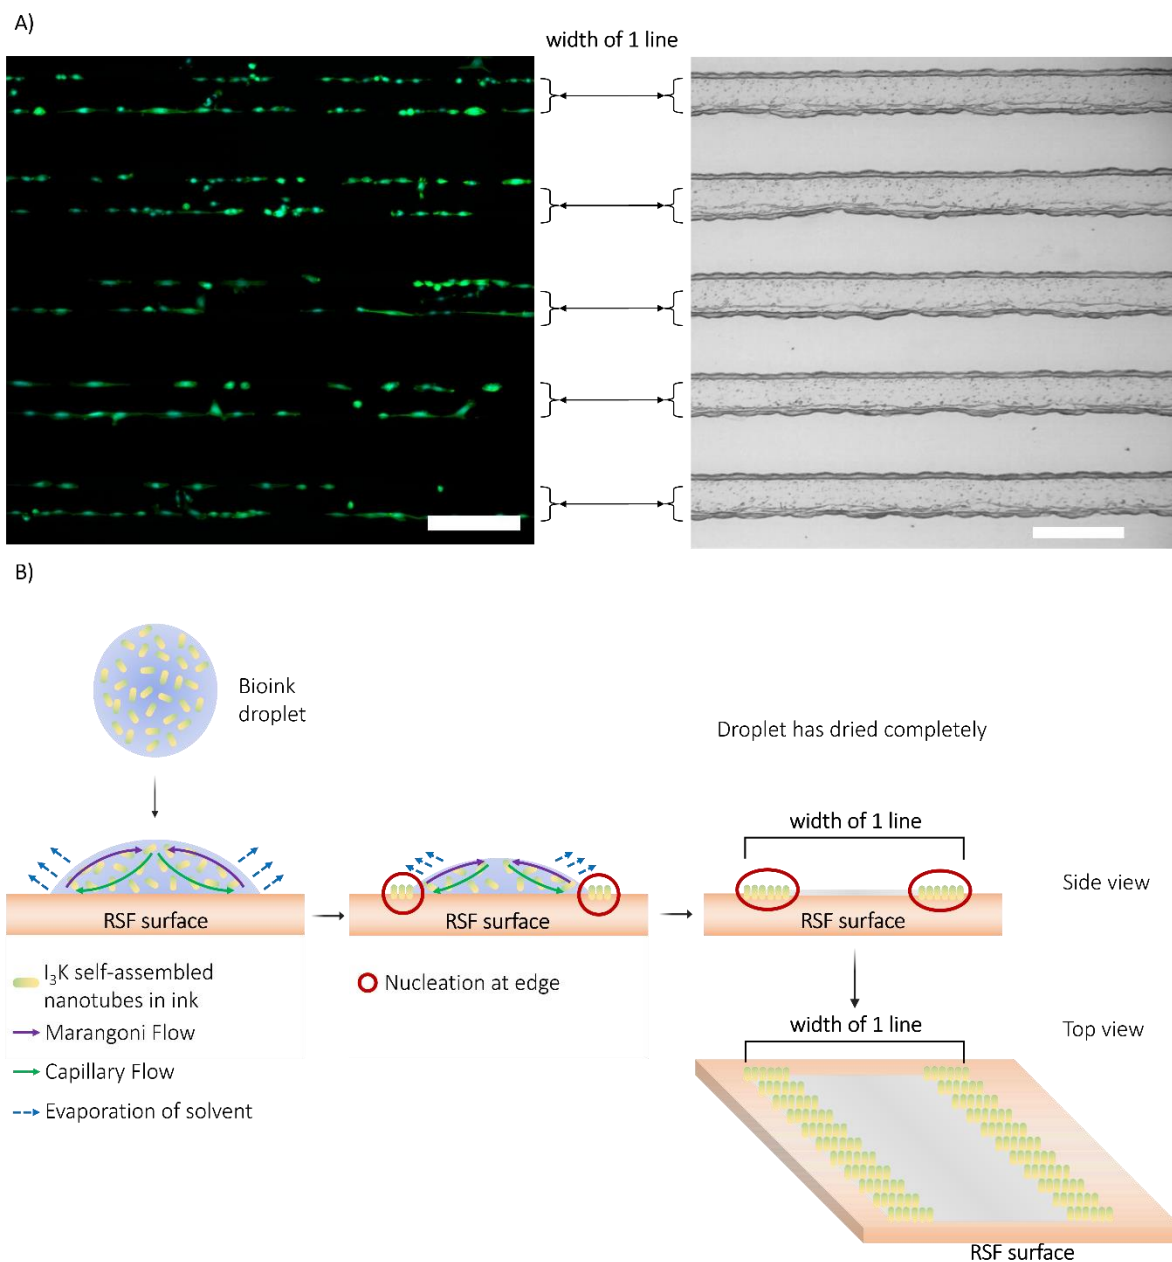 A)
width of 1 line
B)
Bioink
droplet
Droplet has dried completely
width of 1 line
Side view
RSF surface
RSF surface
RSF surface
I₃K self-assembled
nanotubes in ink
Nucleation at edge
Marangoni Flow
width of 1 line
Top view
Capillary Flow
Evaporation of solvent
RSF surface